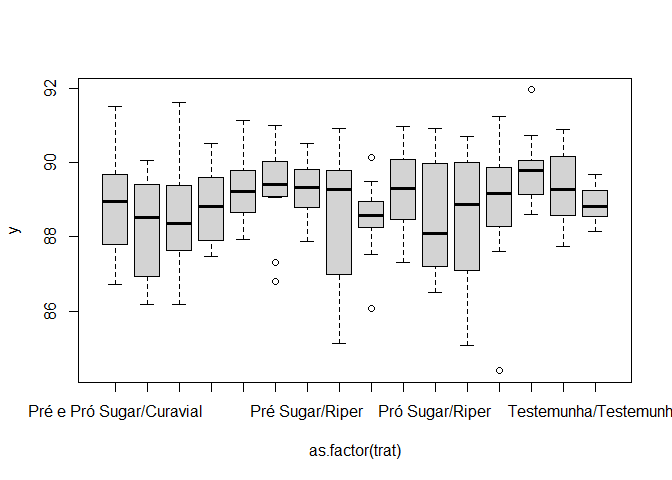 92
90
88
86
y
Pré e Pró Sugar/Curavial Pré Sugar/Riper Pró Sugar/Riper Testemunha/Testemunh
as.factor(trat)